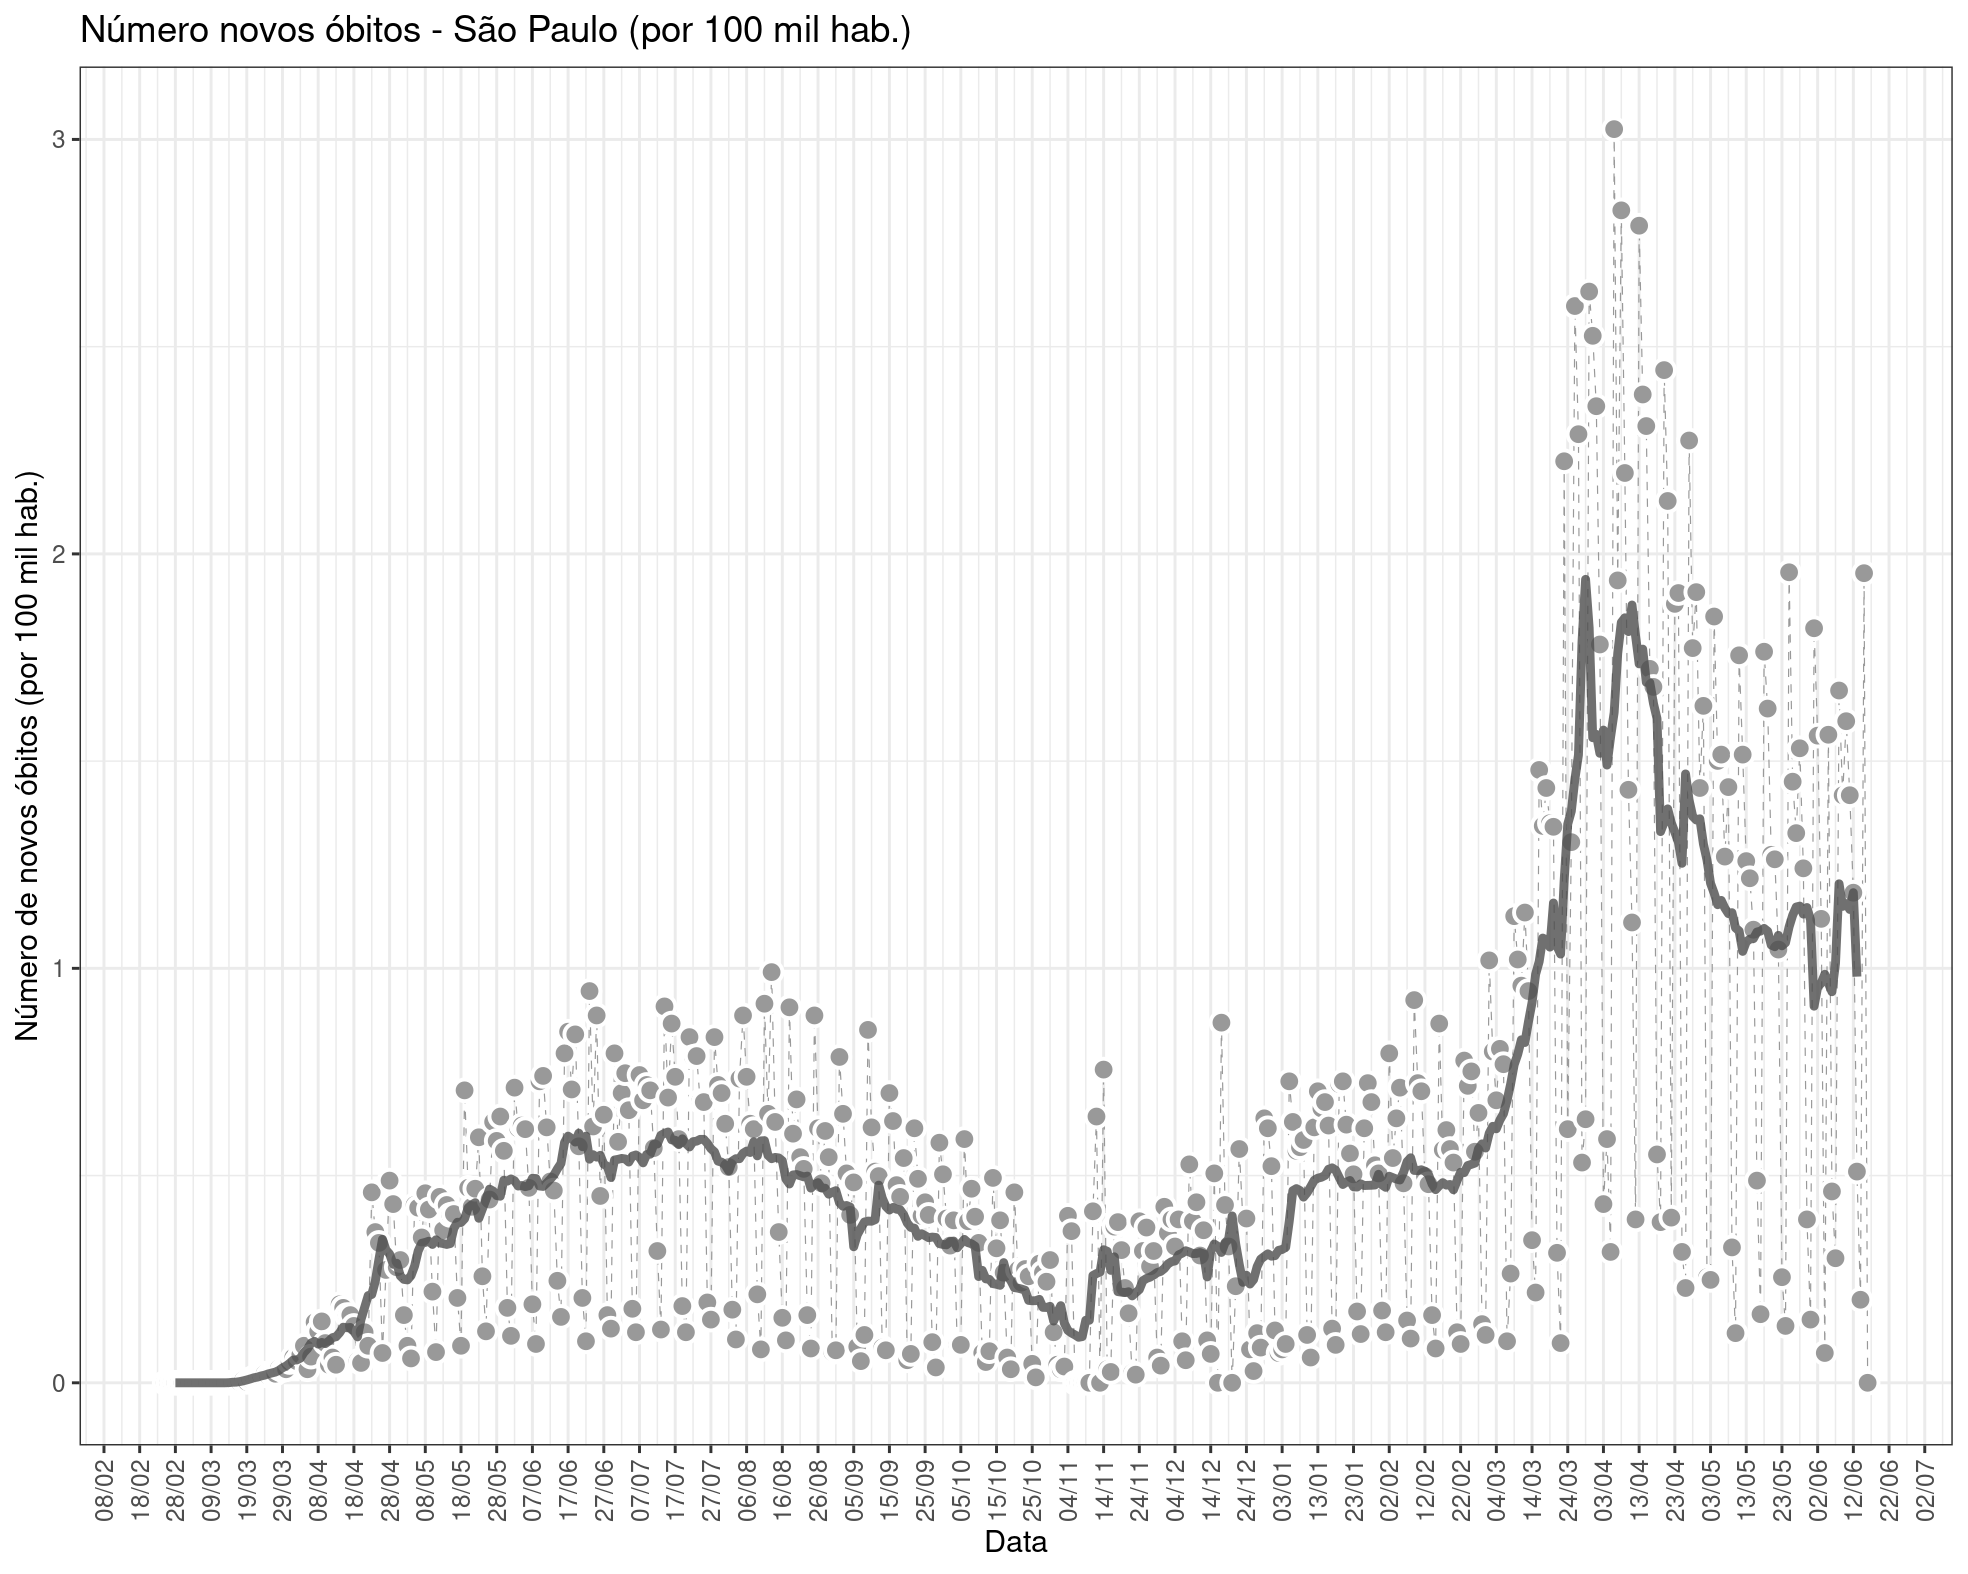 Número novos óbitos - São Paulo (por 100 mil hab.)
Número de novos óbitos (por 100 mil hab.)
3
2
1
0
08/02 18/02 28/02 09/03 19/03 29/03 08/04 18/04 28/04 08/05 18/05 28/05 07/06 17/06 27/06 07/07 17/07 27/07 06/08 16/08 26/08 05/09 15/09 25/09 05/10 15/10 25/10 04/11 14/11 24/11 04/12 14/12 24/12 03/01 13/01 23/01 02/02 12/02 22/02 04/03 14/03 24/03 03/04 13/04 23/04 03/05 13/05 23/05 02/06 12/06 22/06 02/07
Data